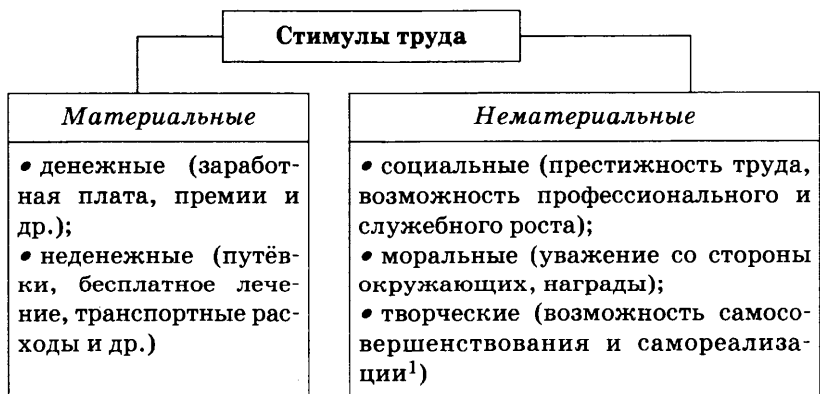 Стимулы труда
Материальные
• денежные (заработ-
ная плата, премии и
др.);
• неденежные (путёв-
ки, бесплатное лече-
ние, транспортные рас-
ходы и др.)
Нематериальные
• социальные (престижность труда,
возможность профессионального и
служебного роста);
• моральные (уважение со стороны
окружающих, награды);
• творческие (возможность самосо-
вершенствования и самореализа-
ции¹)